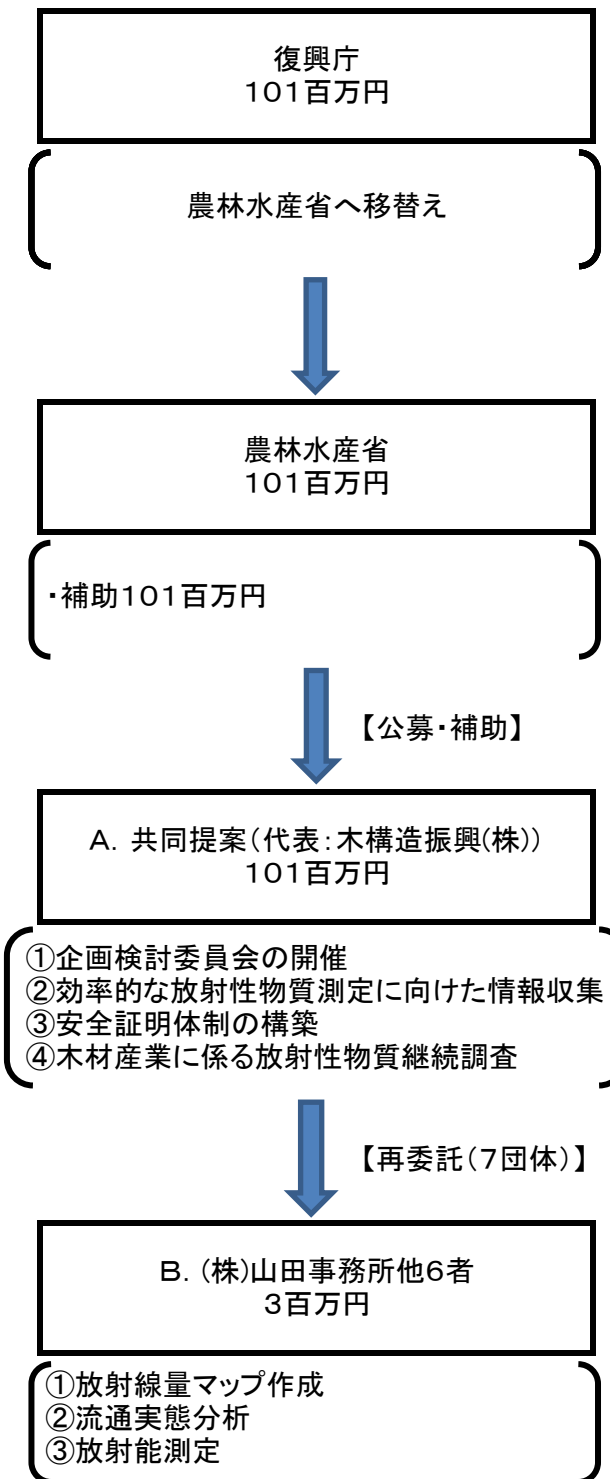 復興庁
101百万円
農林水産省へ移替え
農林水産省
101百万円
・補助101百万円
【公募・補助】
A．共同提案（代表：木構造振興(株)）
101百万円
①企画検討委員会の開催
②効率的な放射性物質測定に向けた情報収集
③安全証明体制の構築
④木材産業に係る放射性物質継続調査
【再委託（7団体）】
B．(株)山田事務所他6者
3百万円
①放射線量マップ作成
②流通実態分析
③放射能測定